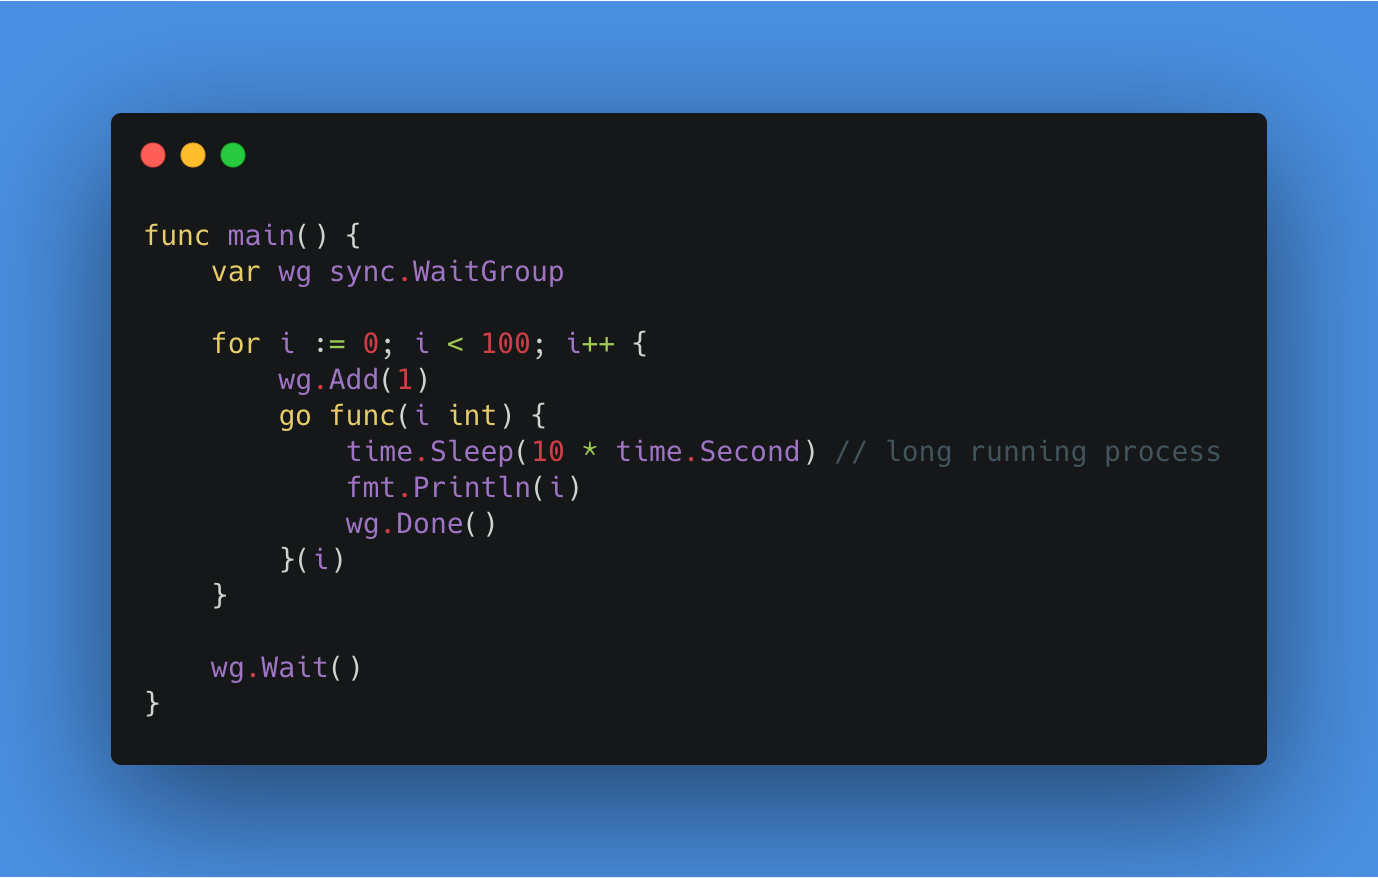 func main() {
    var wg sync.WaitGroup

    for i := 0; i < 100; i++ {
        wg.Add(1)
        go func(i int) {
            time.Sleep(10 * time.Second) // long running process
            fmt.Println(i)
            wg.Done()
        }(i)
    }

    wg.Wait()
}